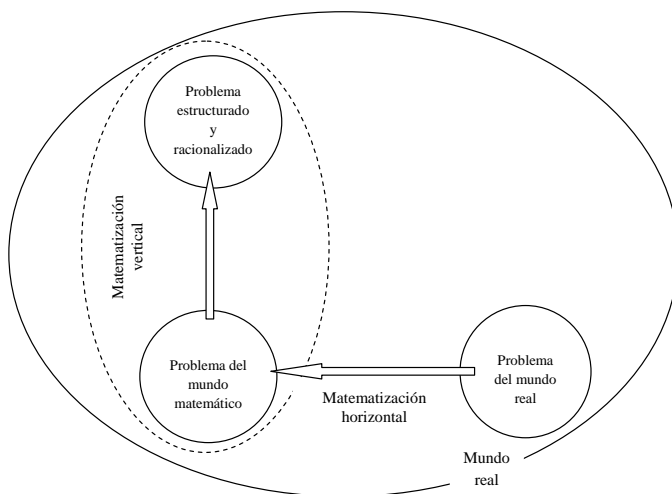 Problema
estructurado
y
racionalizado
Matematización
vertical
Problema del
mundo
matemático
Problema
del mundo
real
Matematización
horizontal
Mundo
real